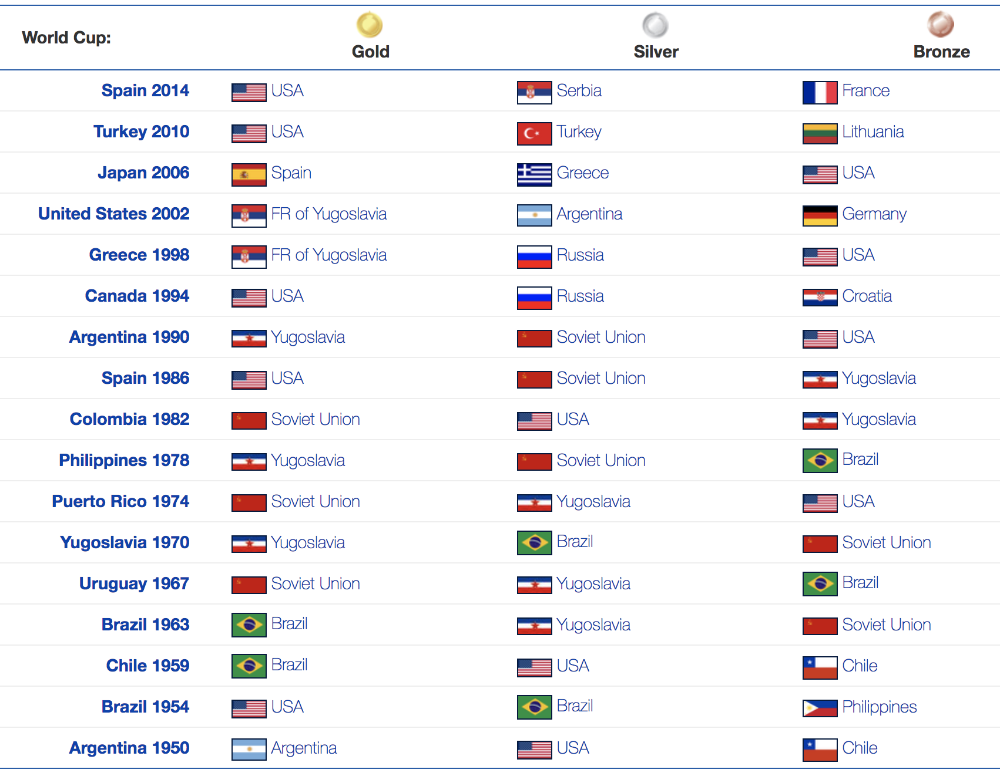 World Cup: Gold Silver Bronze
Spain 2014 USA Serbia France
Turkey 2010 USA Turkey Lithuania
Japan 2006 Spain Greece USA
United States 2002 FR of Yugoslavia Argentina Germany
Greece 1998 FR of Yugoslavia Russia USA
Canada 1994 USA Russia Croatia
Argentina 1990 Yugoslavia Soviet Union USA
Spain 1986 USA Soviet Union Yugoslavia
Colombia 1982 Soviet Union USA Yugoslavia
Philippines 1978 Yugoslavia Soviet Union Brazil
Puerto Rico 1974 Soviet Union Yugoslavia USA
Yugoslavia 1970 Yugoslavia Brazil Soviet Union
Uruguay 1967 Soviet Union Yugoslavia Brazil
Brazil 1963 Brazil Yugoslavia Soviet Union
Chile 1959 Brazil USA Chile
Brazil 1954 USA Brazil Philippines
Argentina 1950 Argentina USA Chile